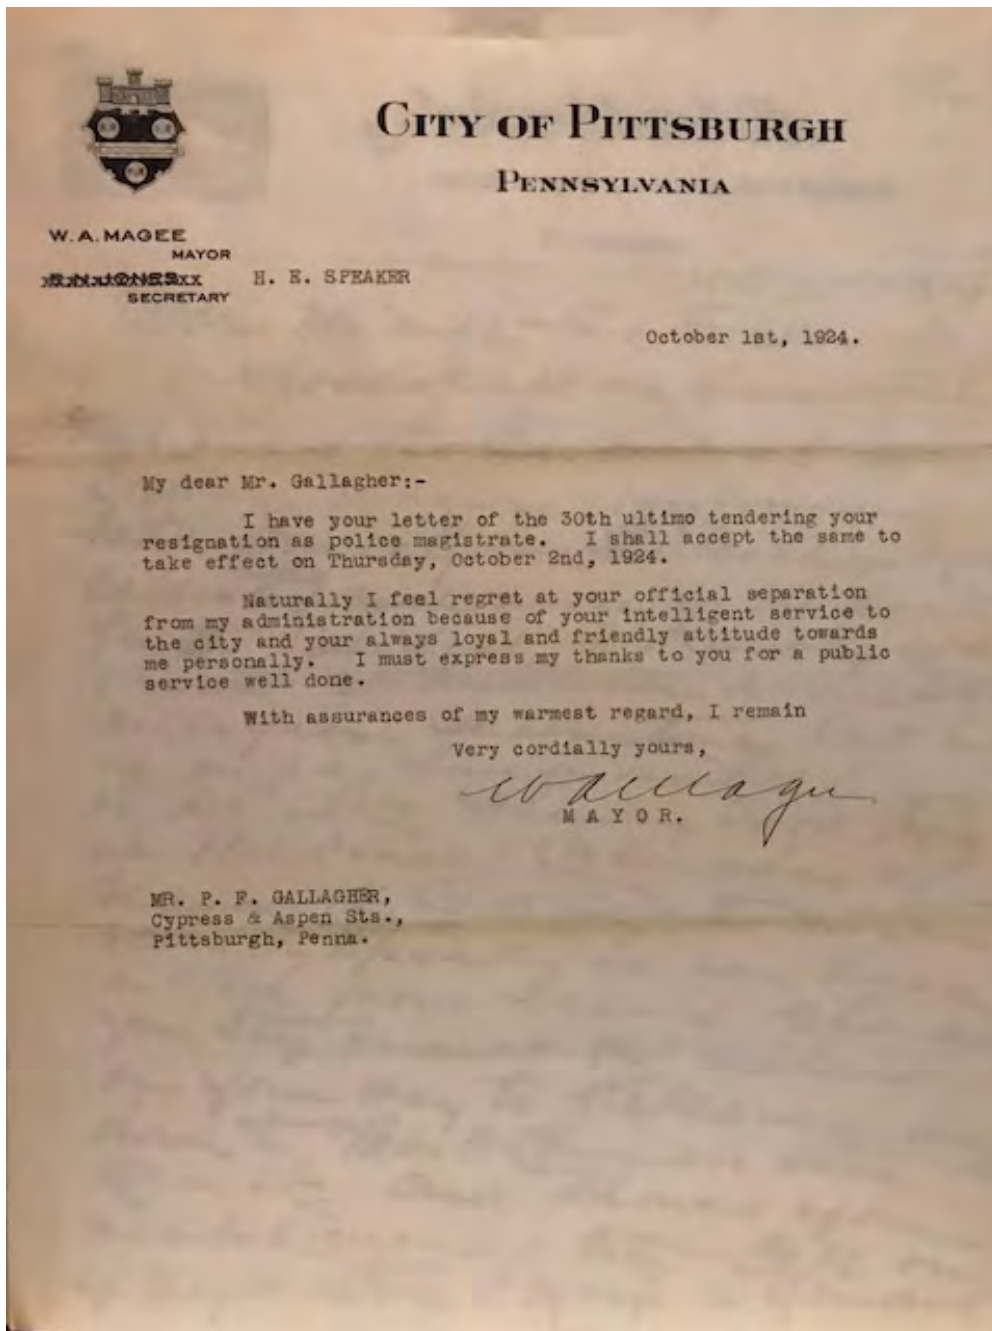 CITY OF PITTSBURGH
PENNSYLVANIA
W. A. MAGEE
MAYOR
E. N. JONES
H. E. SPEAKER
SECRETARY
October 1st, 1924.
My dear Mr. Gallagher:-
I have your letter of the 30th ultimo tendering your
resignation as police magistrate. I shall accept the same to
take effect on Thursday, October 2nd, 1924.
Naturally I feel regret at your official separation
from my administration because of your intelligent service to
the city and your always loyal and friendly attitude towards
me personally. I must express my thanks to you for a public
service well done.
With assurances of my warmest regard, I remain
Very cordially yours,
W A Magee
MAYOR.
MR. P. F. GALLAGHER,
Cypress & Aspen Sts.,
Pittsburgh, Penna.